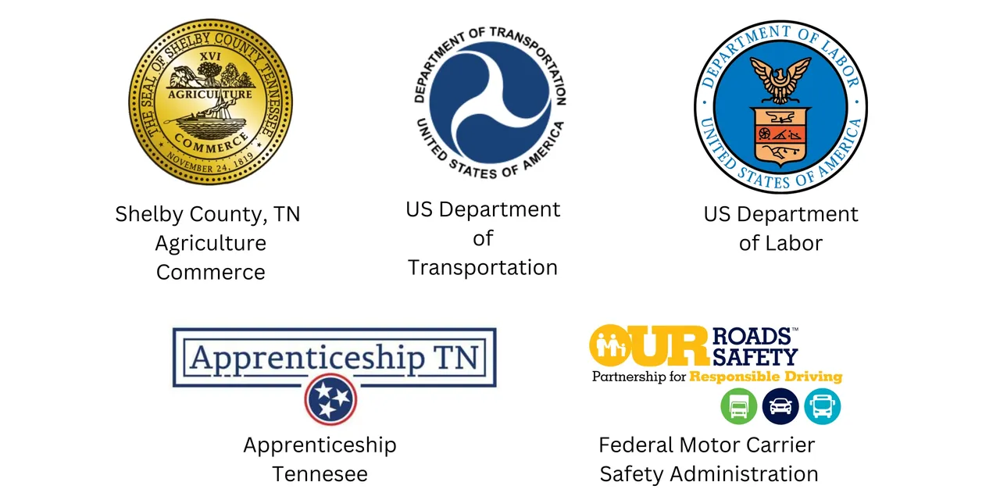 THE SEAL OF SHELBY COUNTY, TENNESSEE
XVI
AGRICULTURE
COMMERCE
NOVEMBER 24, 1819
Shelby County, TN
Agriculture
Commerce
DEPARTMENT OF TRANSPORTATION
UNITED STATES OF AMERICA
US Department
of
Transportation
DEPARTMENT OF LABOR
UNITED STATES OF AMERICA
US Department
of Labor
Apprenticeship TN
Apprenticeship
Tennesee
OUR ROADS™
SAFETY
Partnership for Responsible Driving
Federal Motor Carrier
Safety Administration